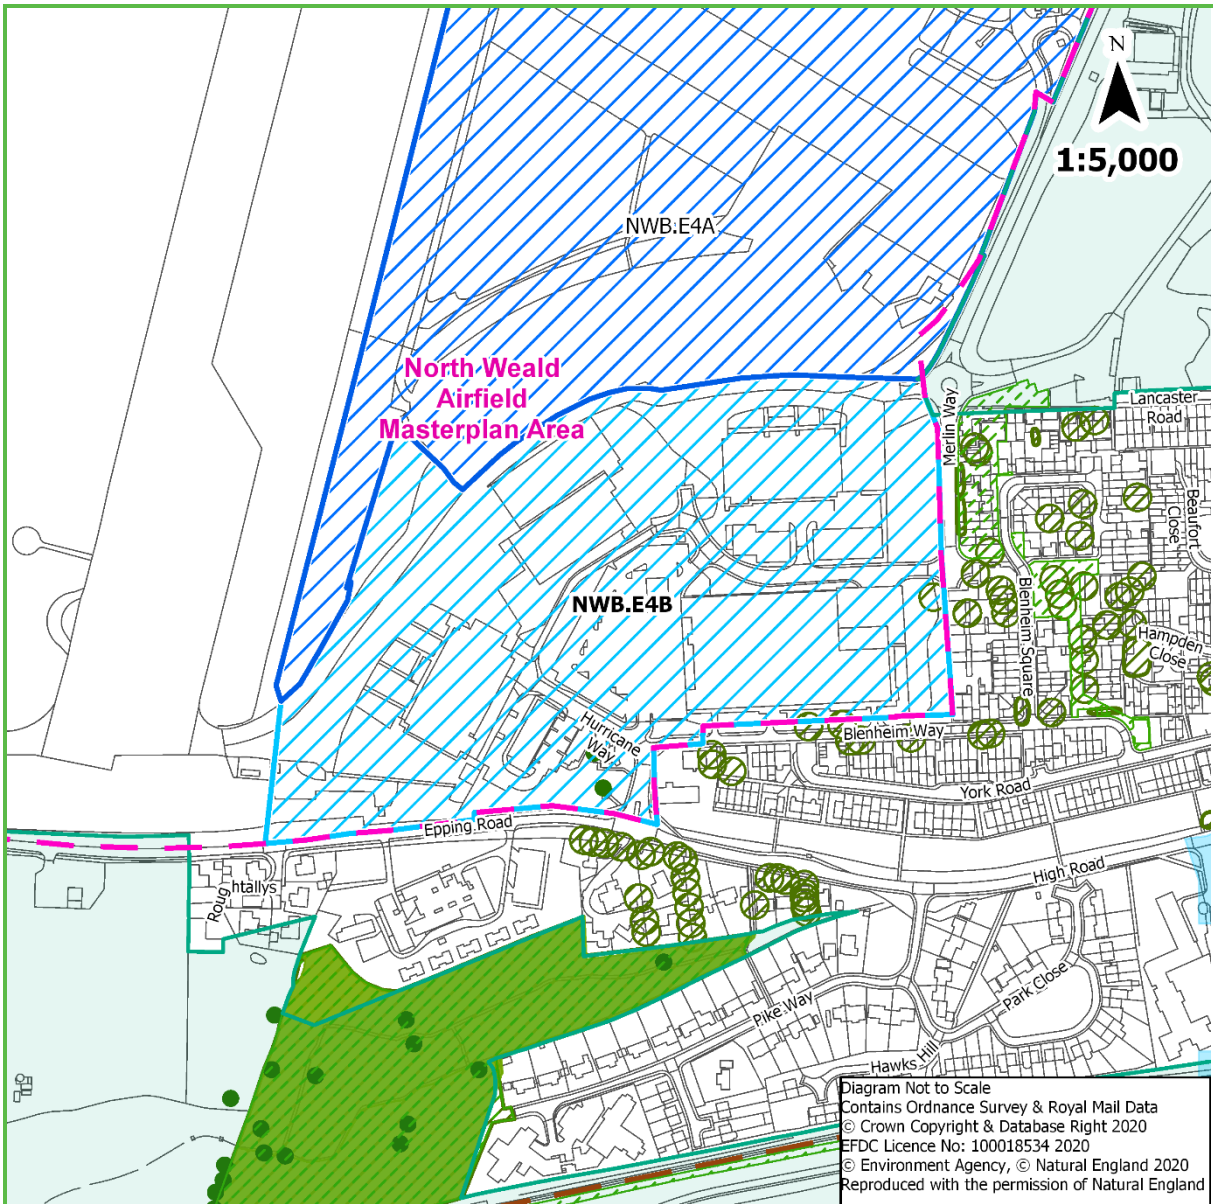 N
1:5,000
NWB.E4A
North Weald
Airfield
Masterplan Area
Merlin Way
Lancaster
Road
Beaufort
Close
NWB.E4B
Blenheim Square
Hampden
Close
Hurricane
Way
Blenheim Way
York Road
Epping Road
High Road
Roughtallys
Pike Way
Park Close
Hawks Hill
Diagram Not to Scale
Contains Ordnance Survey & Royal Mail Data
© Crown Copyright & Database Right 2020
EFDC Licence No: 100018534 2020
© Environment Agency, © Natural England 2020
Reproduced with the permission of Natural England